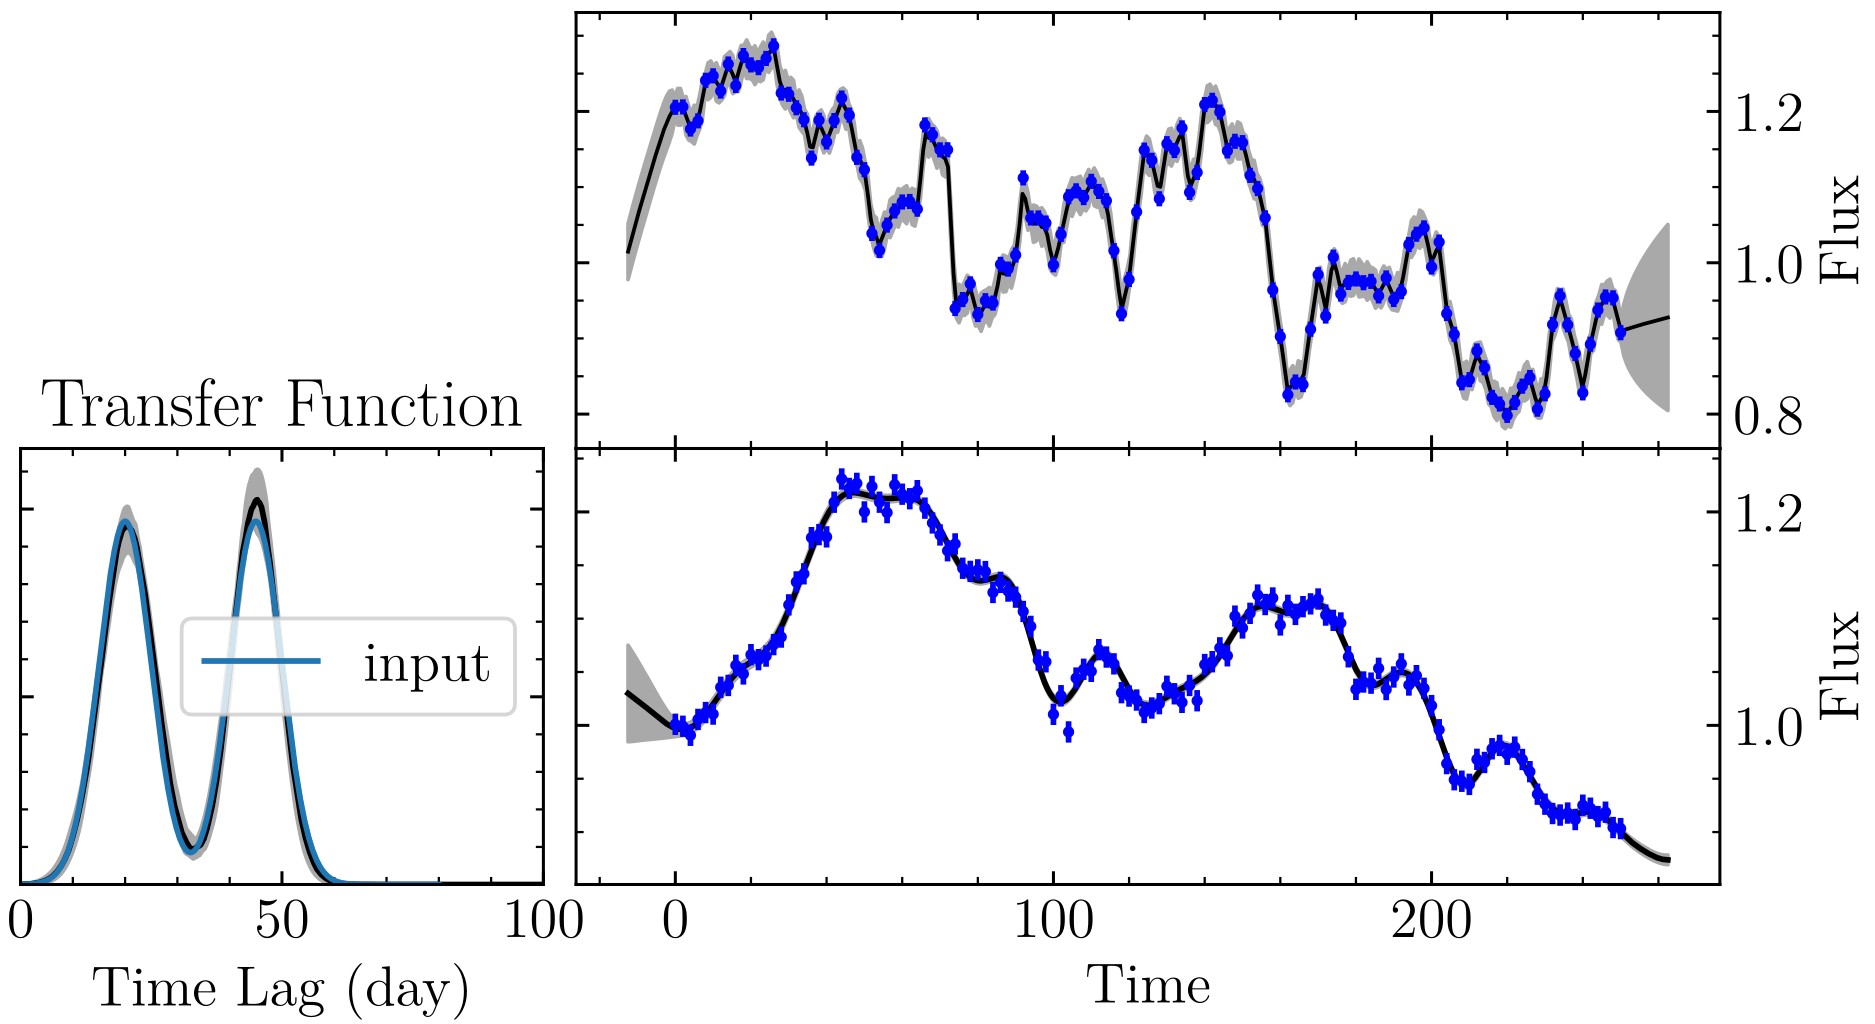 1.2
1.0
0.8
Flux
Transfer Function
input
1.2
1.0
Flux
0 50 100
Time Lag (day)
0 100 200
Time